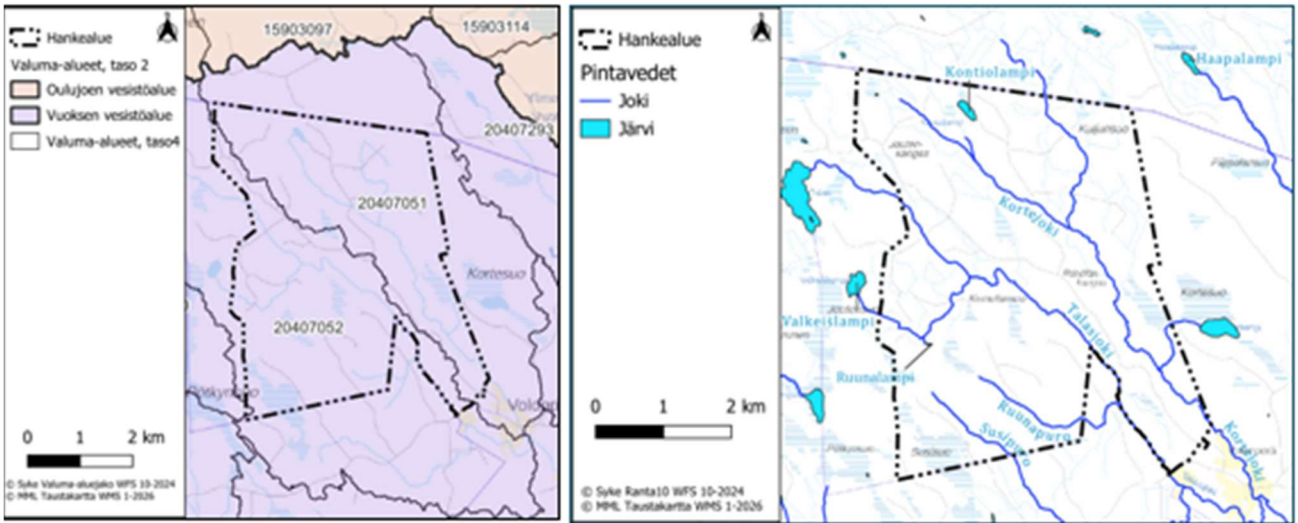 Hankealue
Valuma-alueet, taso 2
Oulujoen vesistöalue
Vuoksen vesistöalue
Valuma-alueet, taso4
0 1 2 km
© Syke Valuma-aluejako WFS 10-2024
© MML Taustakartta WMS 1-2026
15903097
15903114
20407293
20407051
Kortesuo
20407052
Hankealue
Pintavedet
Joki
Järvi
0 1 2 km
© Syke Ranta10 WFS 10-2024
© MML Taustakartta WMS 1-2026
Kontiolampi
Haapalampi
Kortejoki
Kortesuo
Talasjoki
Valkeislampi
Ruunalampi
Ruunapuro
Susipuro
Kortejoki